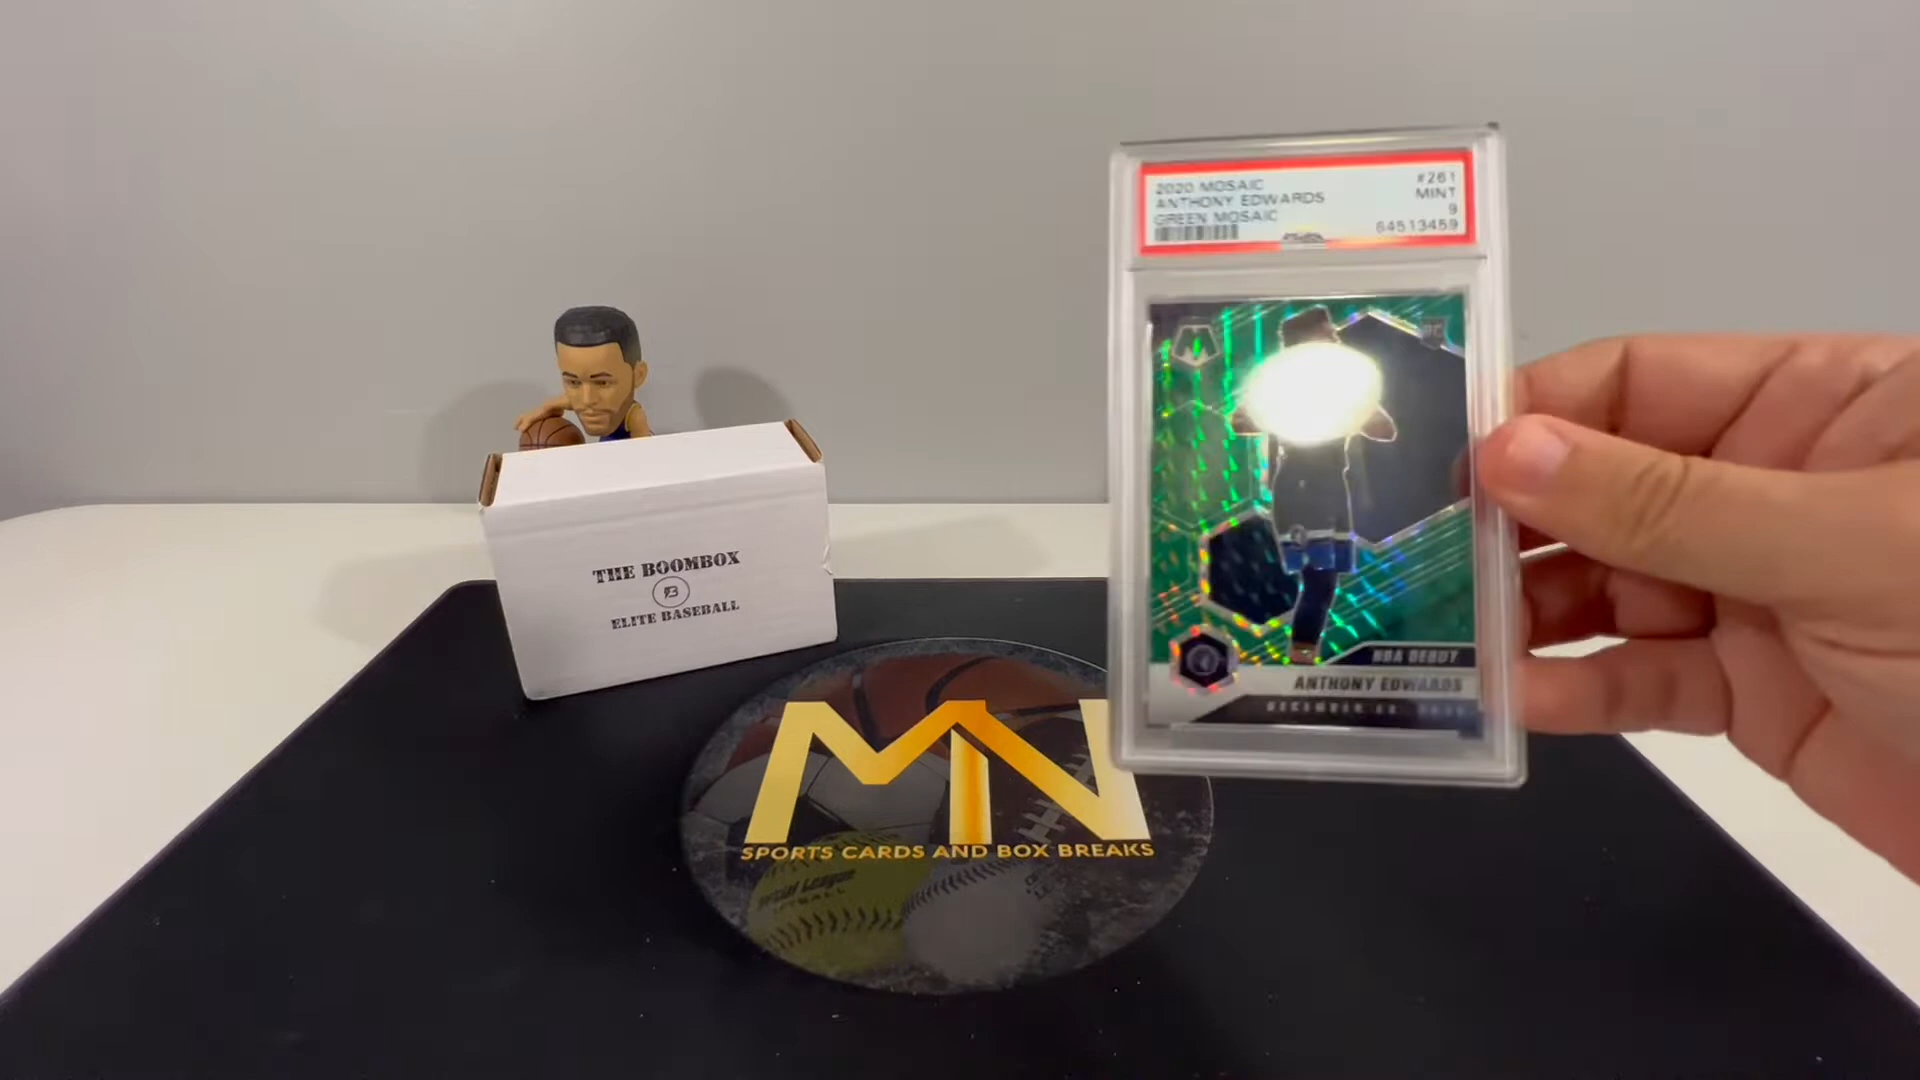 2020 MOSAIC
ANTHONY EDWARDS
GREEN MOSAIC
#261
MINT
9
64513459
RC
NBA DEBUT
ANTHONY EDWARDS
THE BOOMBOX
B
ELITE BASEBALL
MN
SPORTS CARDS AND BOX BREAKS